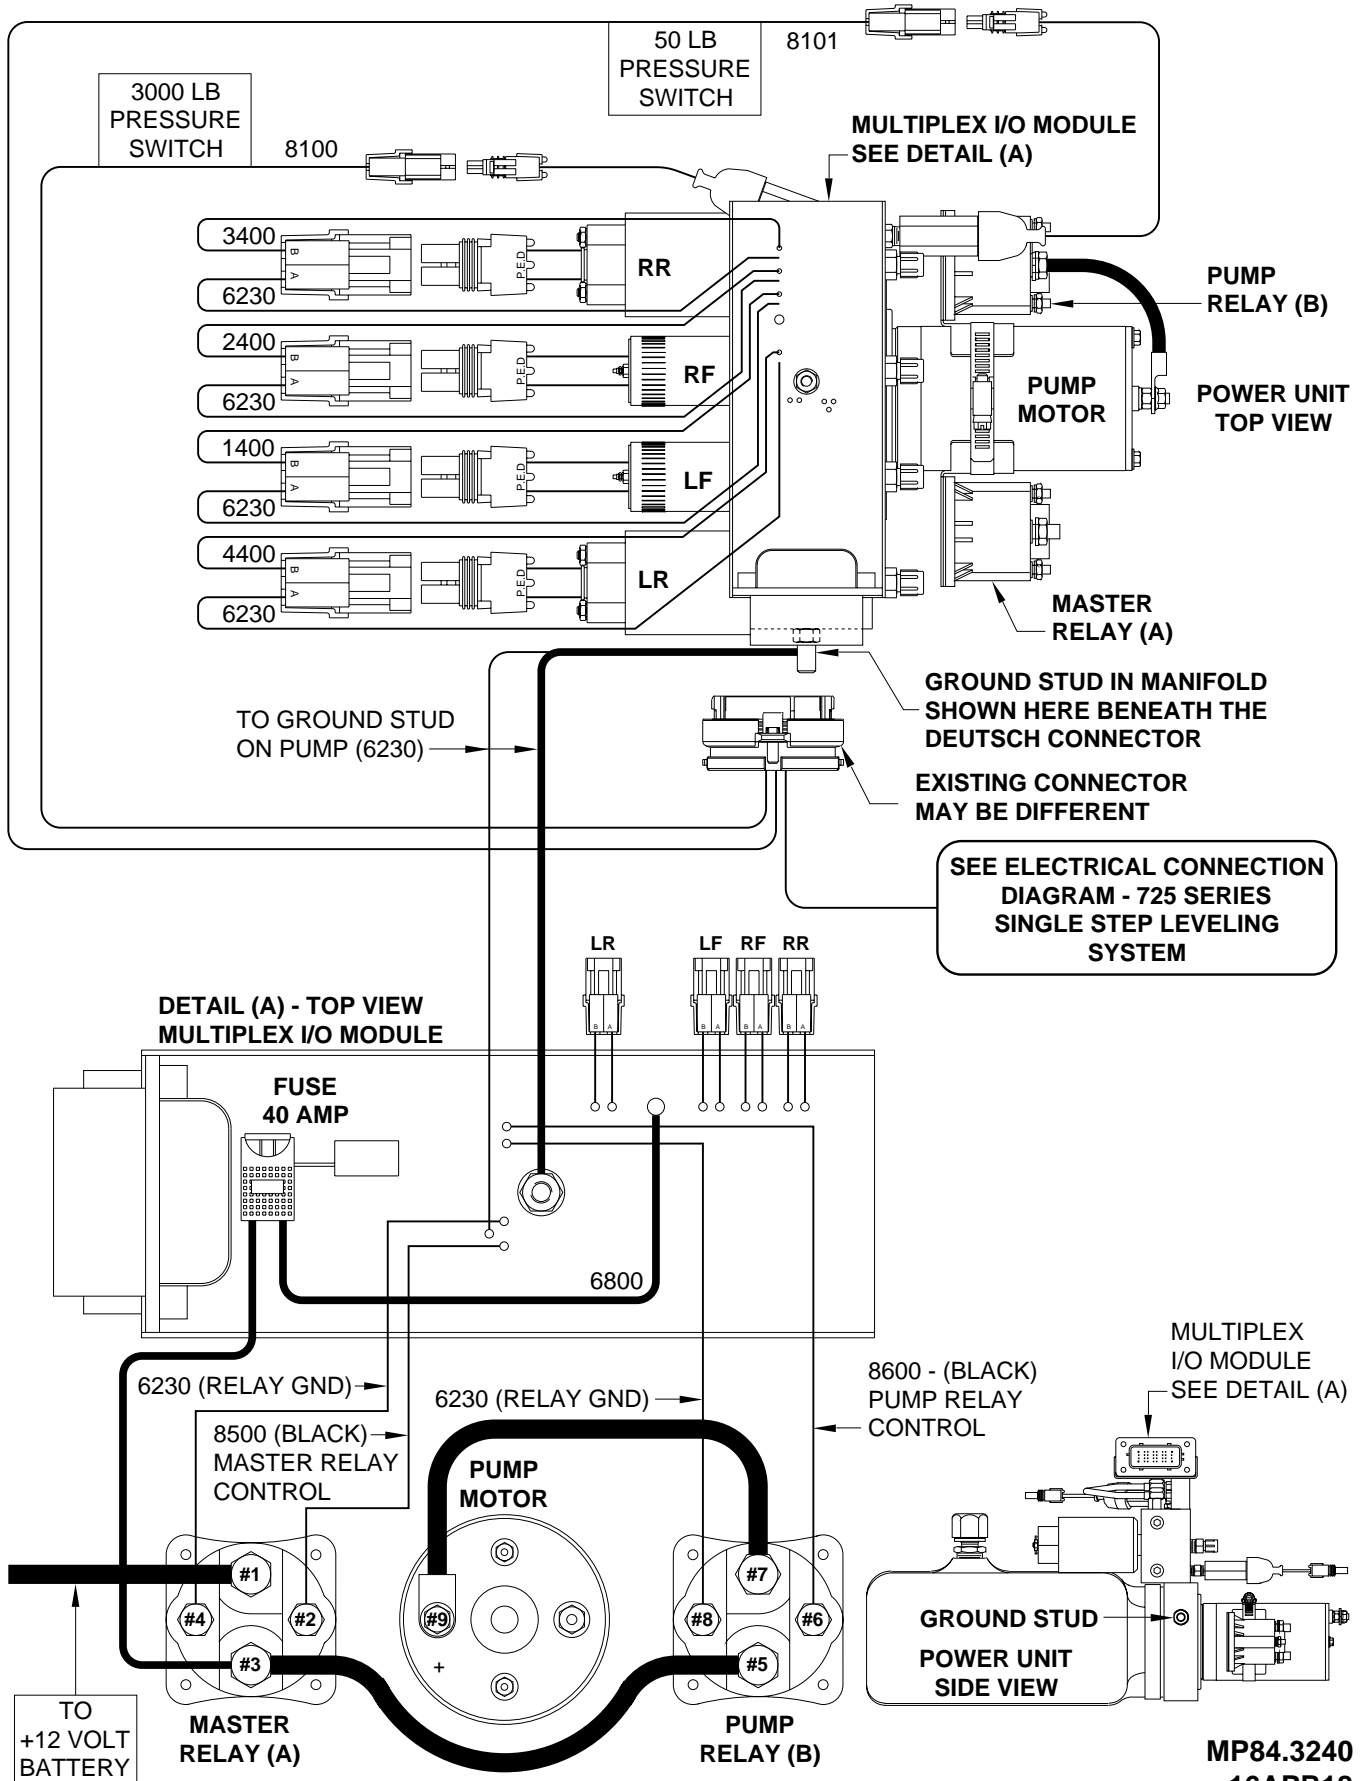 50 LB
PRESSURE
SWITCH
8101
3000 LB
PRESSURE
SWITCH
8100
MULTIPLEX I/O MODULE
SEE DETAIL (A)
3400
B
A
6230
P.E.D
RR
PUMP
RELAY (B)
2400
B
A
6230
P.E.D
RF
PUMP
MOTOR
POWER UNIT
TOP VIEW
1400
B
A
6230
P.E.D
LF
4400
B
A
6230
P.E.D
LR
MASTER
RELAY (A)
GROUND STUD IN MANIFOLD
SHOWN HERE BENEATH THE
DEUTSCH CONNECTOR
TO GROUND STUD
ON PUMP (6230)
EXISTING CONNECTOR
MAY BE DIFFERENT
SEE ELECTRICAL CONNECTION
DIAGRAM - 725 SERIES
SINGLE STEP LEVELING
SYSTEM
LR
LF RF RR
B A
B A
B A
B A
DETAIL (A) - TOP VIEW
MULTIPLEX I/O MODULE
FUSE
40 AMP
6800
6230 (RELAY GND)
8500 (BLACK)
MASTER RELAY
CONTROL
6230 (RELAY GND)
8600 - (BLACK)
PUMP RELAY
CONTROL
MULTIPLEX
I/O MODULE
SEE DETAIL (A)
PUMP
MOTOR
#1
#4
#2
#3
#9
+
#7
#8
#6
#5
GROUND STUD
POWER UNIT
SIDE VIEW
TO
+12 VOLT
BATTERY
MASTER
RELAY (A)
PUMP
RELAY (B)
MP84.3240